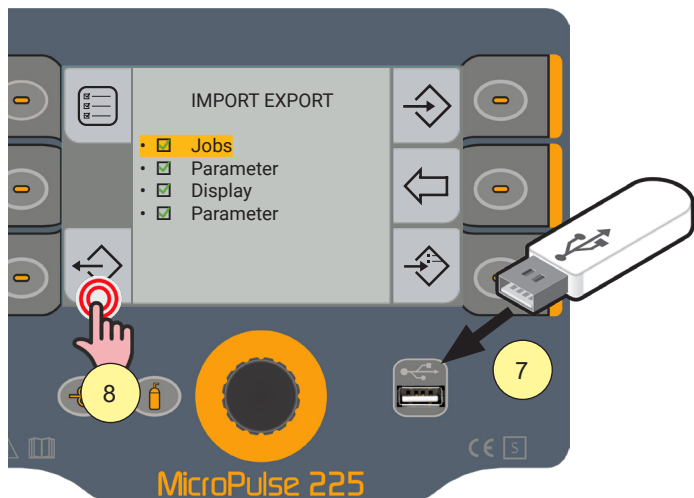 IMPORT EXPORT
• Jobs
• Parameter
• Display
• Parameter
7
8
CE S
MicroPulse 225